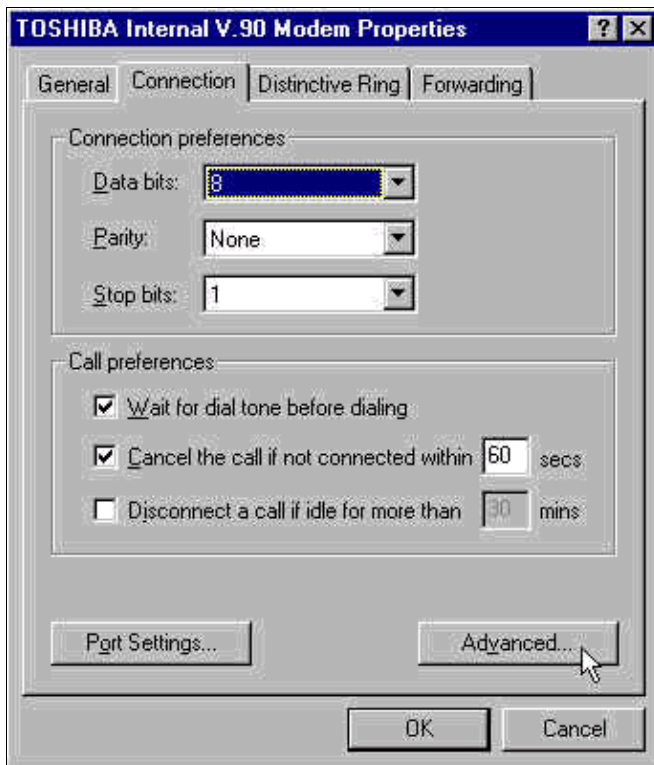 TOSHIBA Internal V.90 Modem Properties ? ×
General Connection Distinctive Ring Forwarding
Connection preferences
Data bits: 8
Parity: None
Stop bits: 1
Call preferences
Wait for dial tone before dialing
Cancel the call if not connected within 60 secs
Disconnect a call if idle for more than 30 mins
Port Settings... Advanced...
OK Cancel